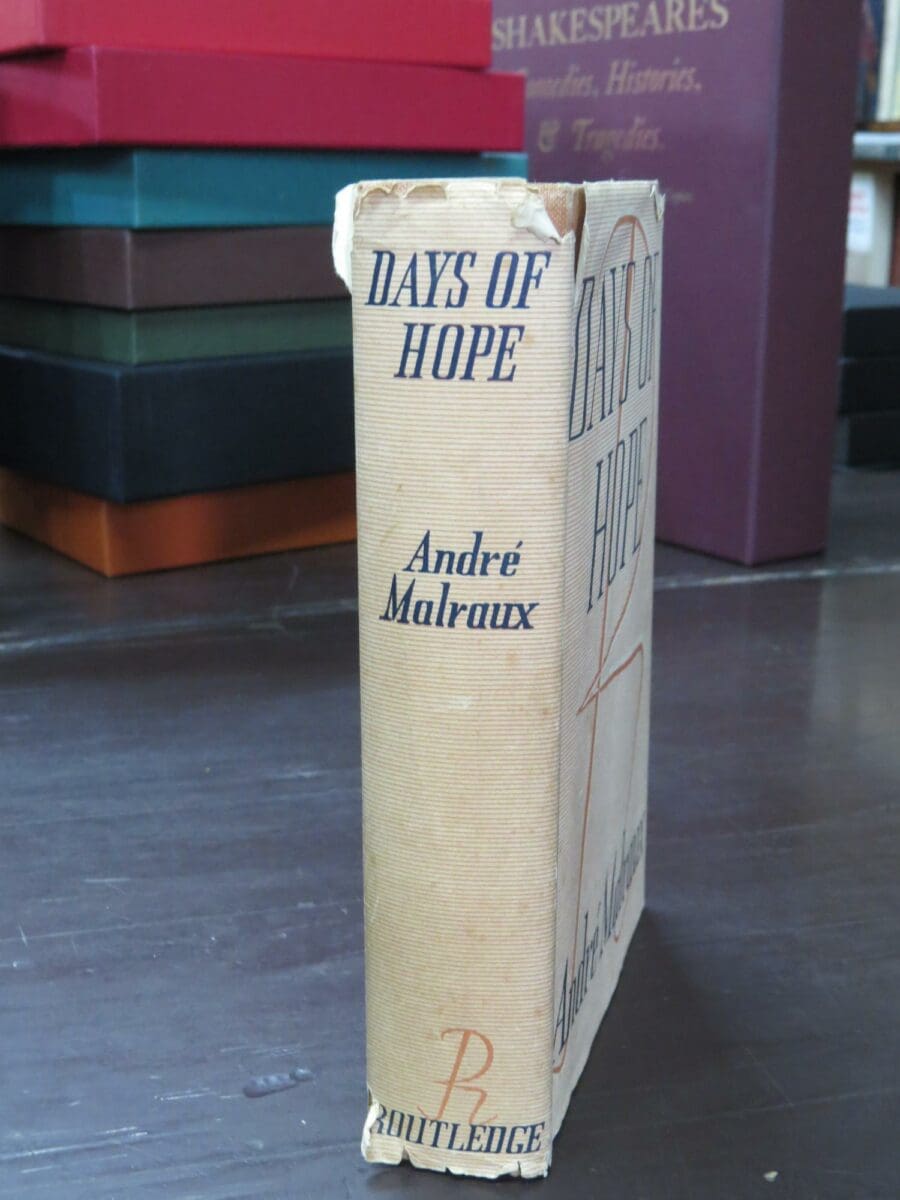 SHAKESPEARES
Comedies, Histories,
& Tragedies.
DAYS OF
HOPE
André
Malraux
R
ROUTLEDGE
DAYS OF
HOPE
André Malraux